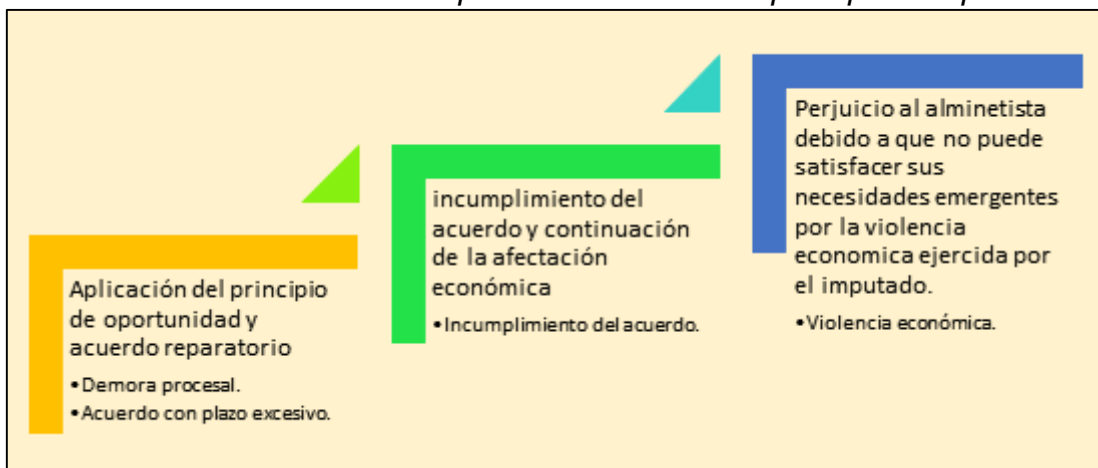 Aplicación del principio
de oportunidad y
acuerdo reparatorio
•Demora procesal.
•Acuerdo con plazo excesivo.
incumplimiento del
acuerdo y continuación
de la afectación
económica
•Incumplimiento del acuerdo.
Perjuicio al alminetista
debido a que no puede
satisfacer sus
necesidades emergentes
por la violencia
economica ejercida por
el imputado.
•Violencia económica.